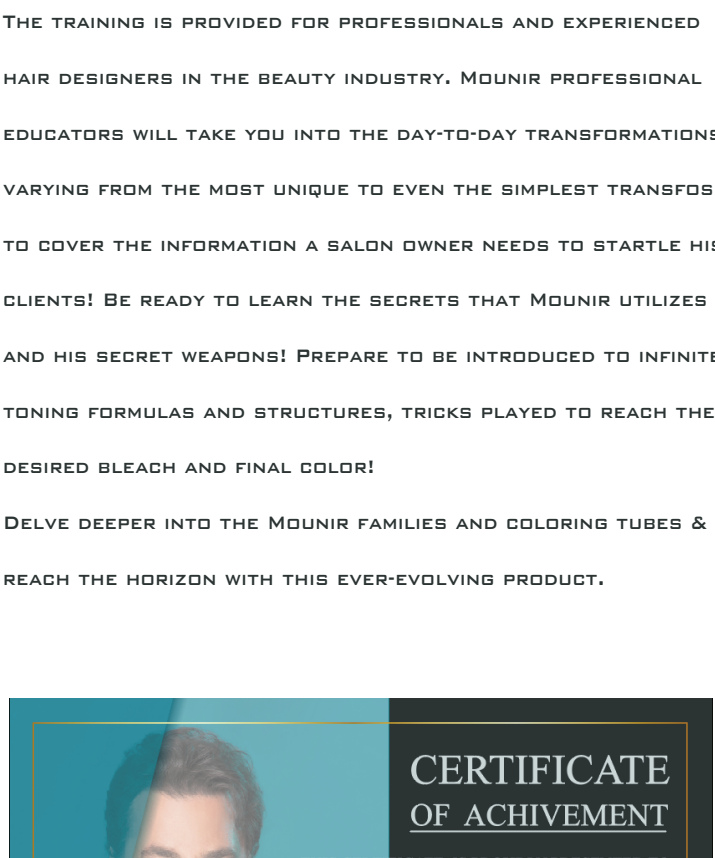 The training is provided for professionals and experienced
hair designers in the beauty industry. Mounir professional
educators will take you into the day-to-day transformations
varying from the most unique to even the simplest transfos
to cover the information a salon owner needs to startle his
clients! Be ready to learn the secrets that Mounir utilizes
and his secret weapons! Prepare to be introduced to infinite
toning formulas and structures, tricks played to reach the
desired bleach and final color!
Delve deeper into the Mounir families and coloring tubes &
reach the horizon with this ever-evolving product.
CERTIFICATE
OF ACHIVEMENT